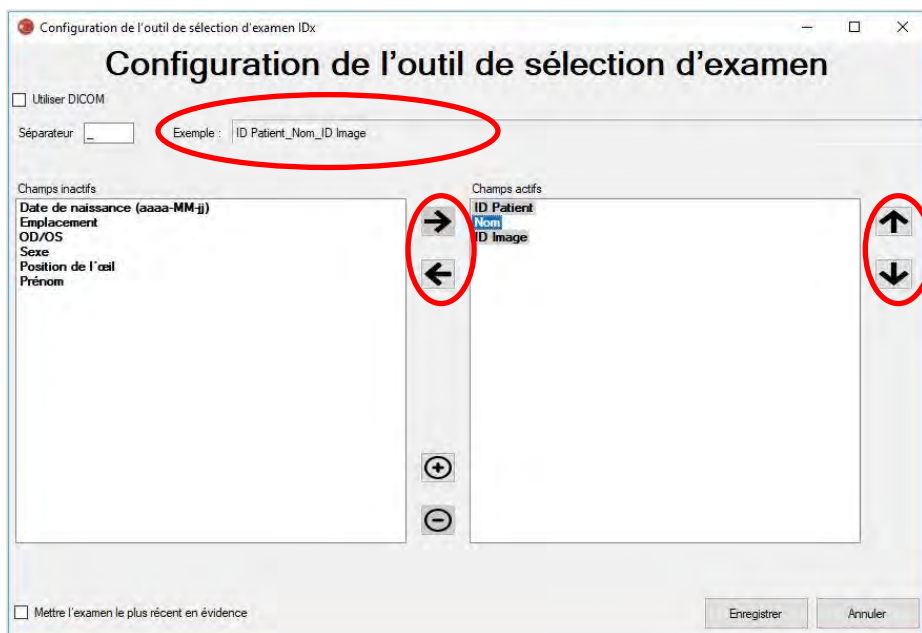 Configuration de l'outil de sélection d'examen IDx
Configuration de l'outil de sélection d'examen
Utiliser DICOM
Séparateur _ Exemple : ID Patient_Nom_ID Image
Champs inactifs
Date de naissance (aaaa-MM-jj)
Emplacement
OD/OS
Sexe
Position de l'œil
Prénom
Champs actifs
ID Patient
Nom
ID Image
Mettre l'examen le plus récent en évidence
Enregistrer
Annuler